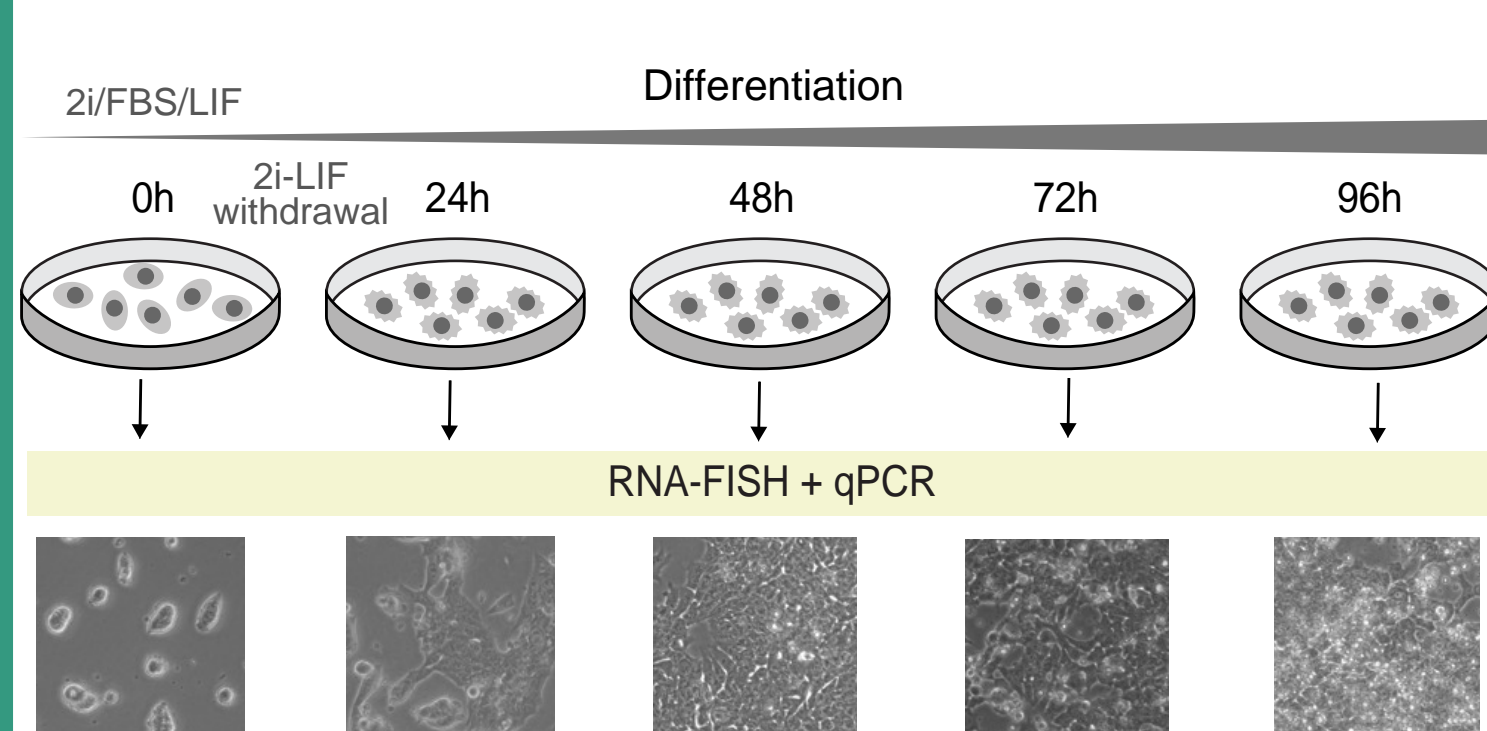 Differentiation
2i/FBS/LIF
0h
2i-LIF
withdrawal
24h
48h
72h
96h
RNA-FISH + qPCR